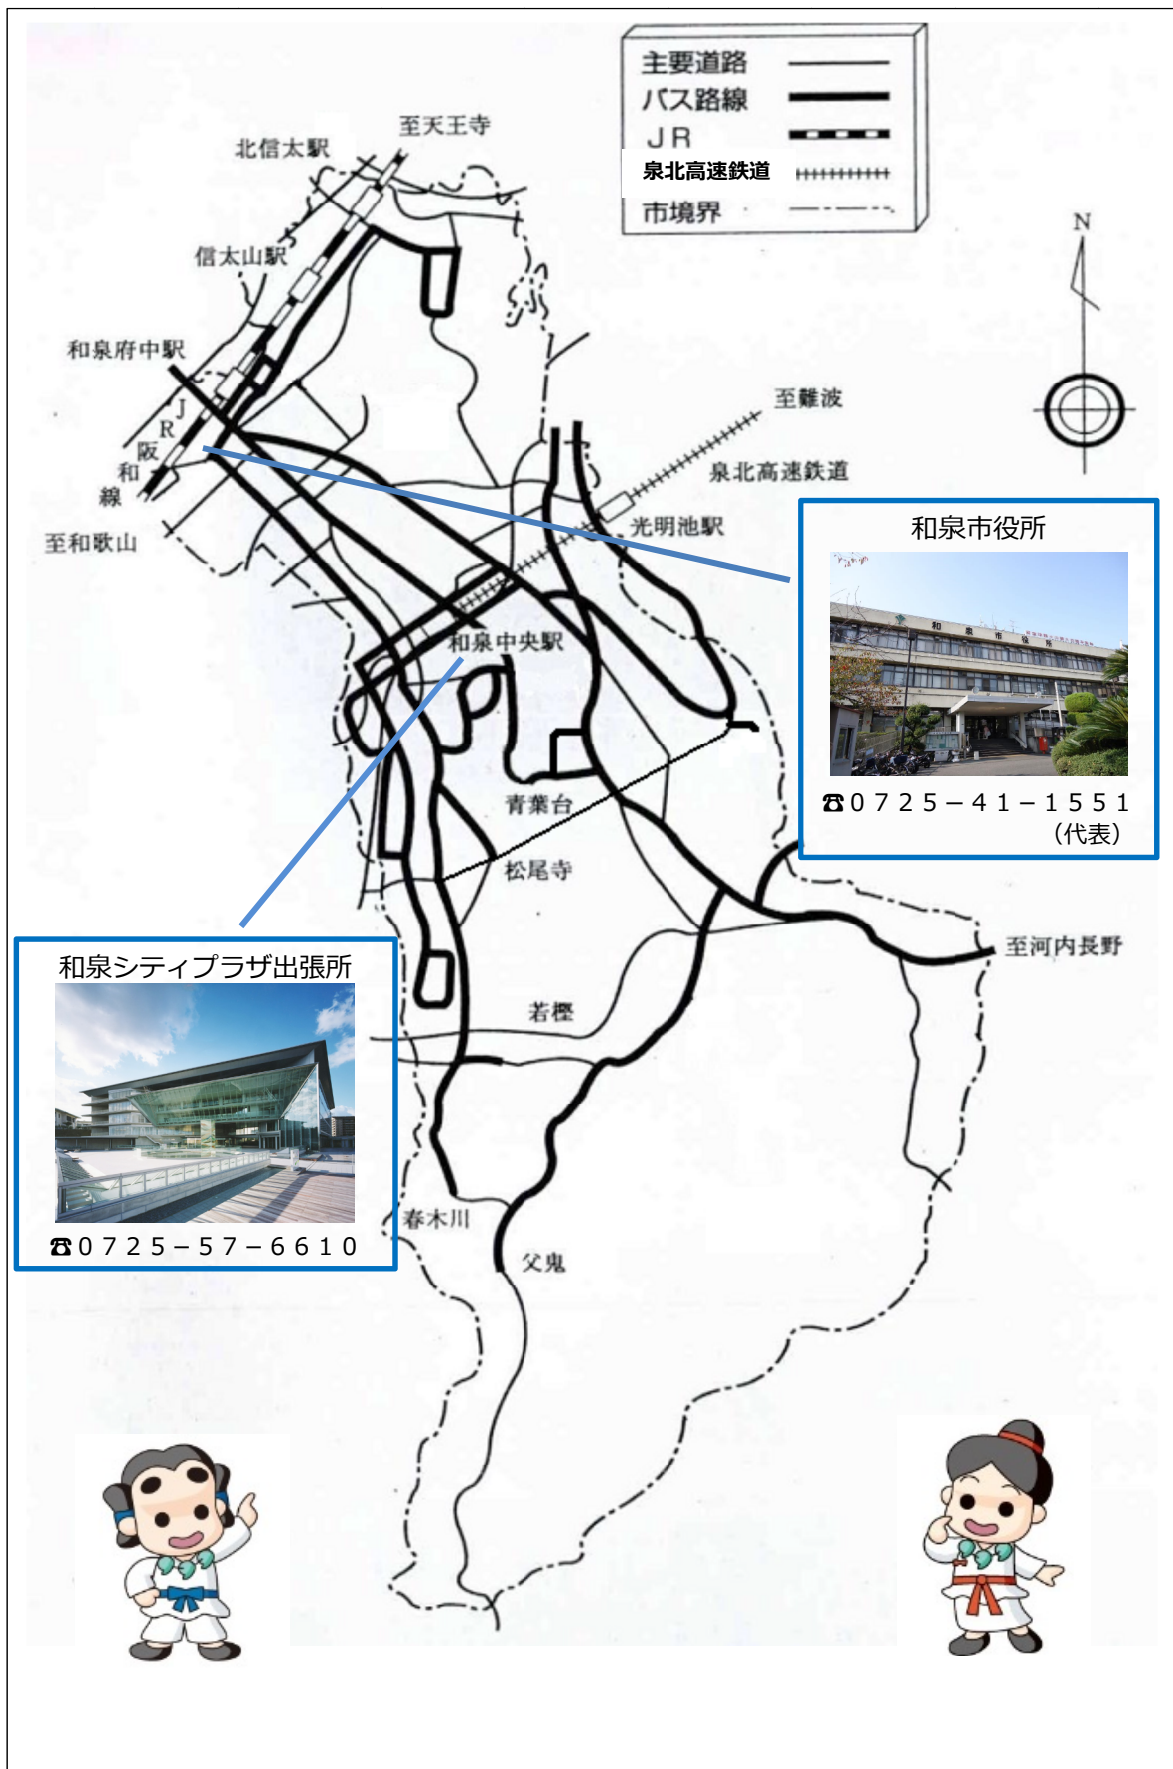 主要道路
バス路線
JR
泉北高速鉄道
市境界
N
至天王寺
北信太駅
信太山駅
和泉府中駅
JR阪和線
至和歌山
至難波
泉北高速鉄道
光明池駅
和泉中央駅
青葉台
松尾寺
若樫
至河内長野
春木川
父鬼
和泉市役所
和泉市役所
☎0725-41-1551
(代表)
和泉シティプラザ出張所
☎0725-57-6610